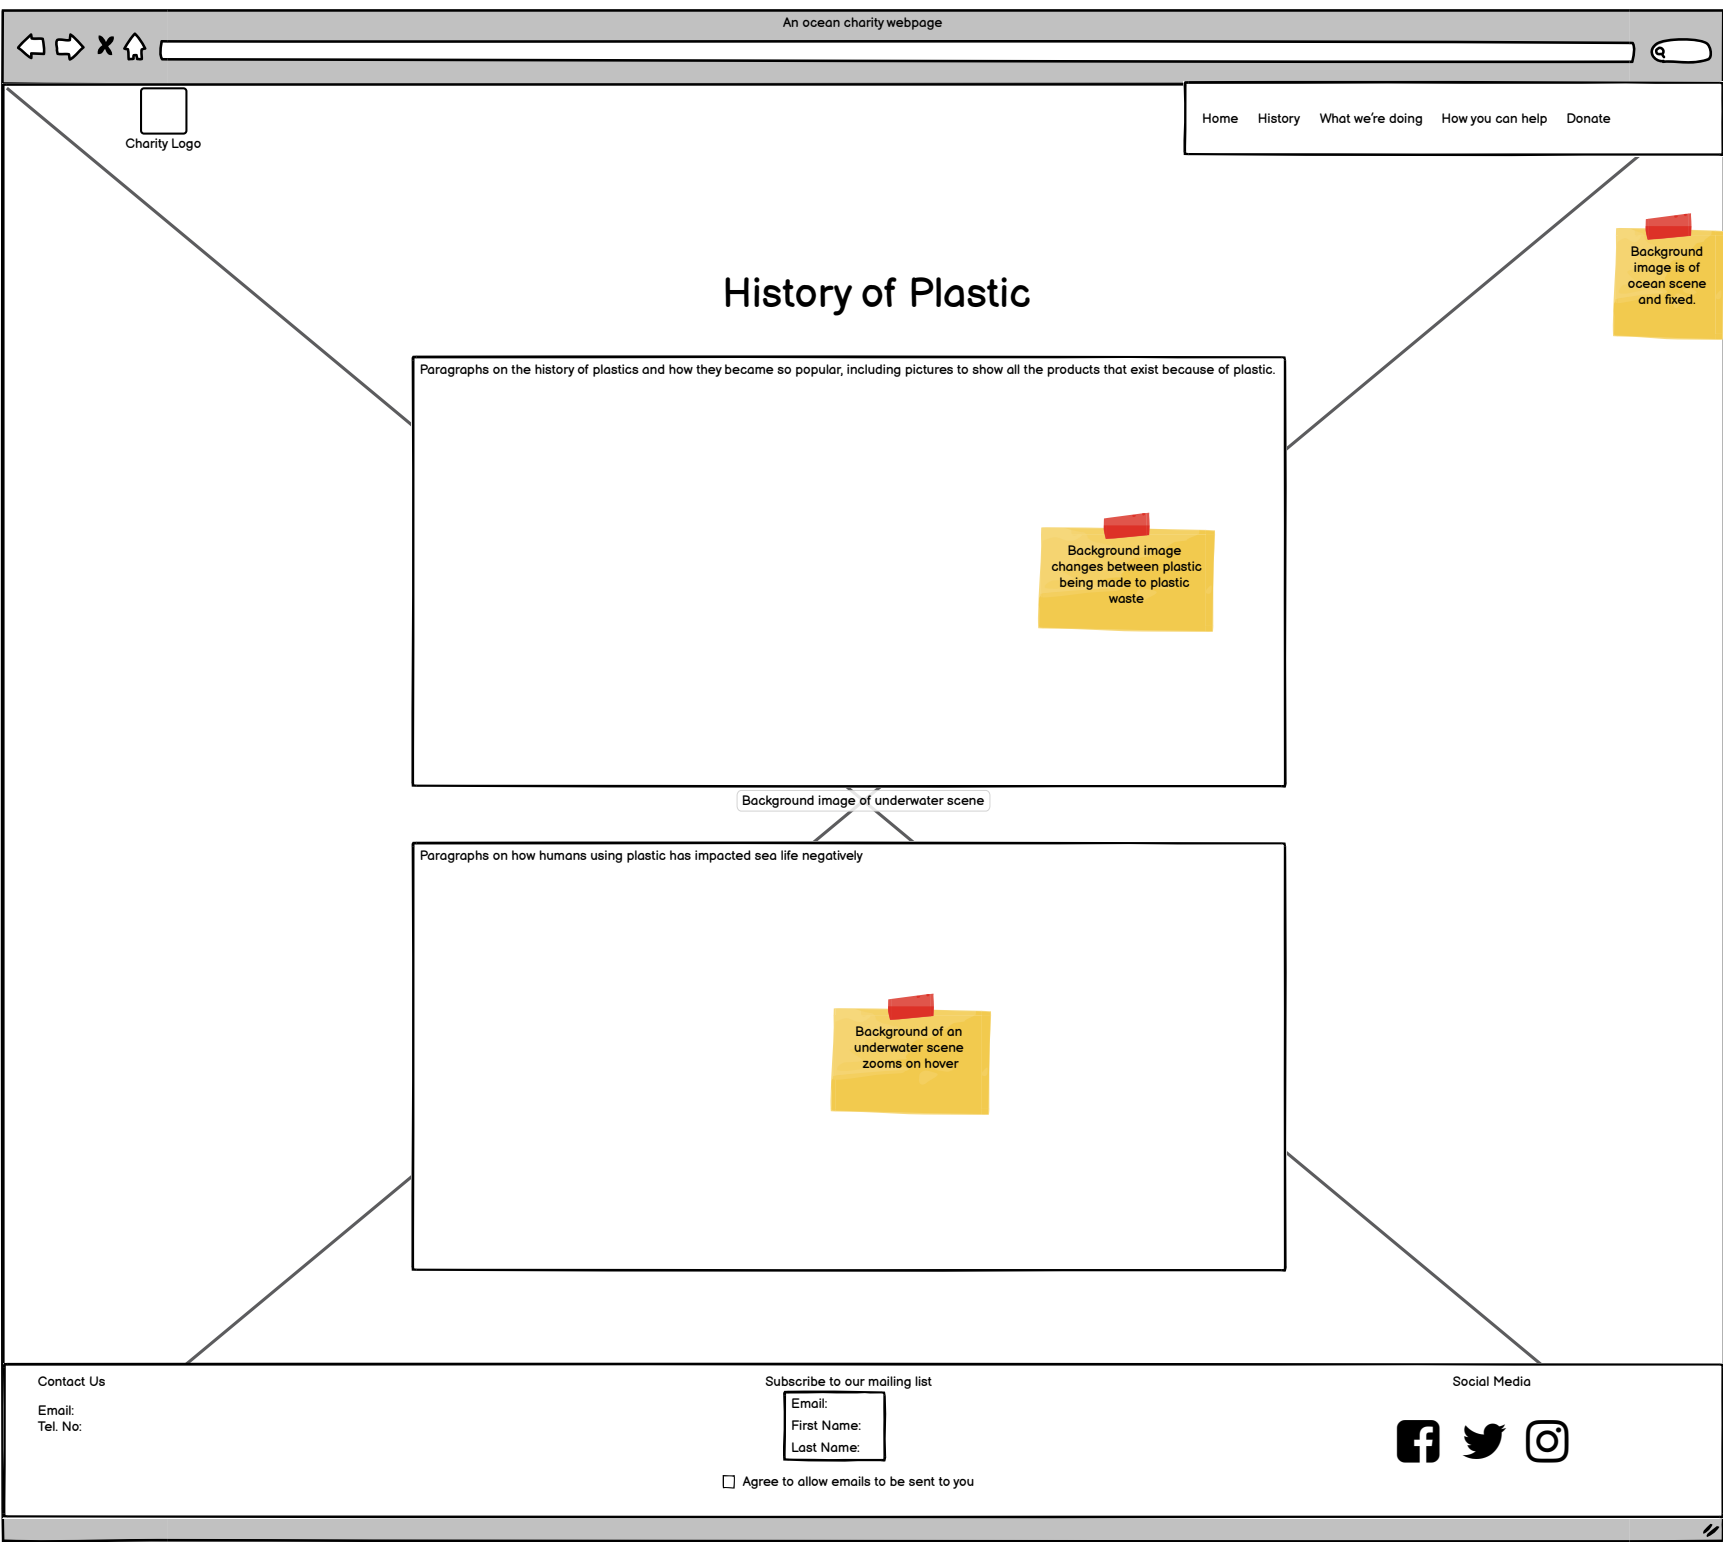 An ocean charity webpage
Charity Logo
Home History What we're doing How you can help Donate
Background
image is of
ocean scene
and fixed.
History of Plastic
Paragraphs on the history of plastics and how they became so popular, including pictures to show all the products that exist because of plastic.
Background image
changes between plastic
being made to plastic
waste
Background image of underwater scene
Paragraphs on how humans using plastic has impacted sea life negatively
Background of an
underwater scene
zooms on hover
Contact Us
Email:
Tel. No:
Subscribe to our mailing list
Email:
First Name:
Last Name:
Agree to allow emails to be sent to you
Social Media